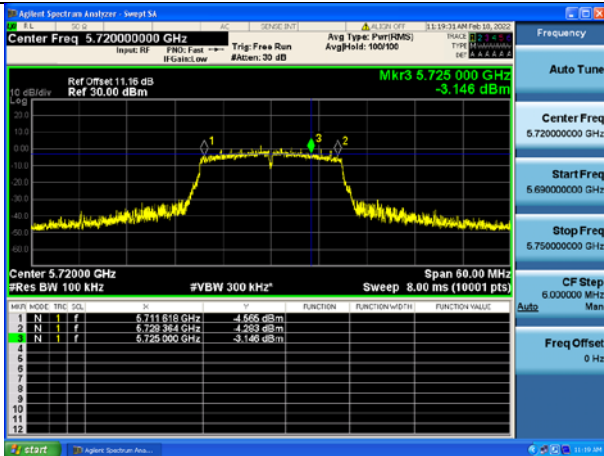 Agilent Spectrum Analyzer - Swept SA
RL 50 Ω AC SENSE:INT ALIGN OFF 11:19:31 AM Feb 10, 2022
Center Freq 5.720000000 GHz
Input: RF PNO: Fast Trig: Free Run Avg Type: Pwr(RMS) TRACE 1 2 3 4 5 6
IFGain:Low #Atten: 30 dB Avg|Hold: 100/100 TYPE
DET A A A A A A
Mkr3 5.725 000 GHz
-3.146 dBm
Ref Offset 11.16 dB
10 dB/div Ref 30.00 dBm
Log
20.0
10.0
0.00
-10.0
-20.0
-30.0
-40.0
-50.0
-60.0
1
3
2
Center 5.72000 GHz Span 60.00 MHz
#Res BW 100 kHz #VBW 300 kHz* Sweep 8.00 ms (10001 pts)
MKR MODE TRC SCL X Y FUNCTION FUNCTION WIDTH FUNCTION VALUE
1 N 1 f 5.711 618 GHz -4.565 dBm
2 N 1 f 5.728 364 GHz -4.283 dBm
3 N 1 f 5.725 000 GHz -3.146 dBm
4
5
6
7
8
9
10
11
12
Frequency
Auto Tune
Center Freq
5.720000000 GHz
Start Freq
5.690000000 GHz
Stop Freq
5.750000000 GHz
CF Step
6.000000 MHz
Auto Man
Freq Offset
0 Hz
start Agilent Spectrum Ana... 11:19 AM